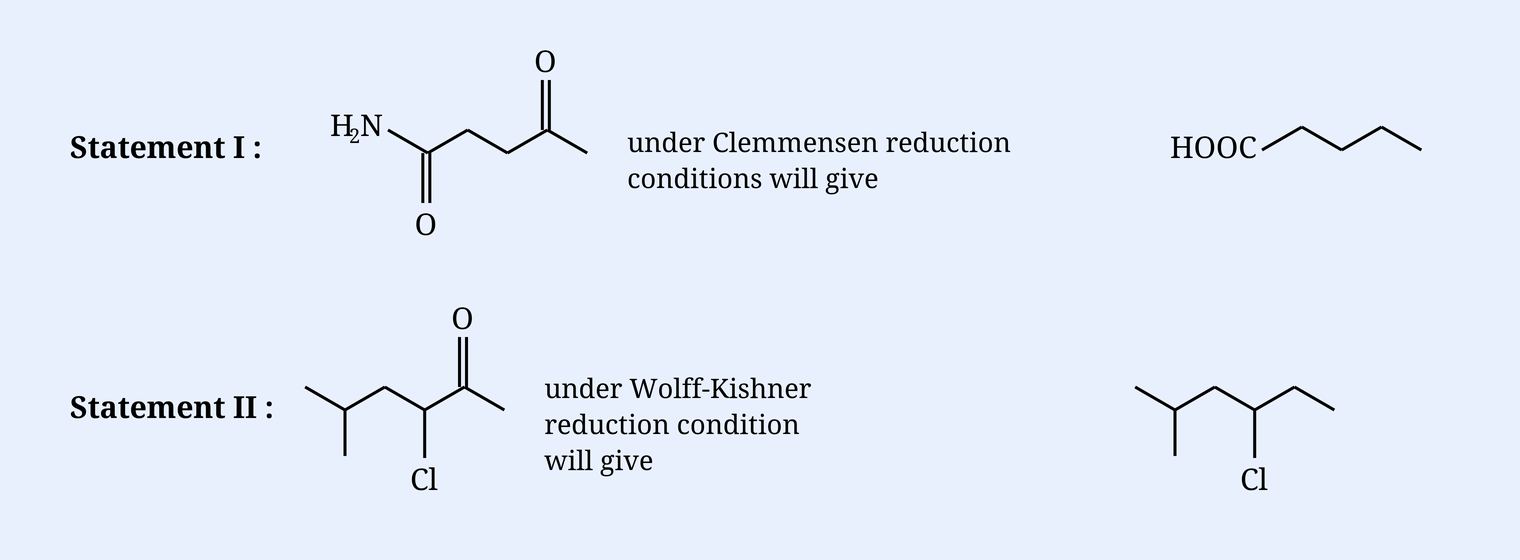 O
H₂N
Statement I :
under Clemmensen reduction
conditions will give
HOOC
O
O
Statement II :
under Wolff-Kishner
reduction condition
will give
Cl
Cl